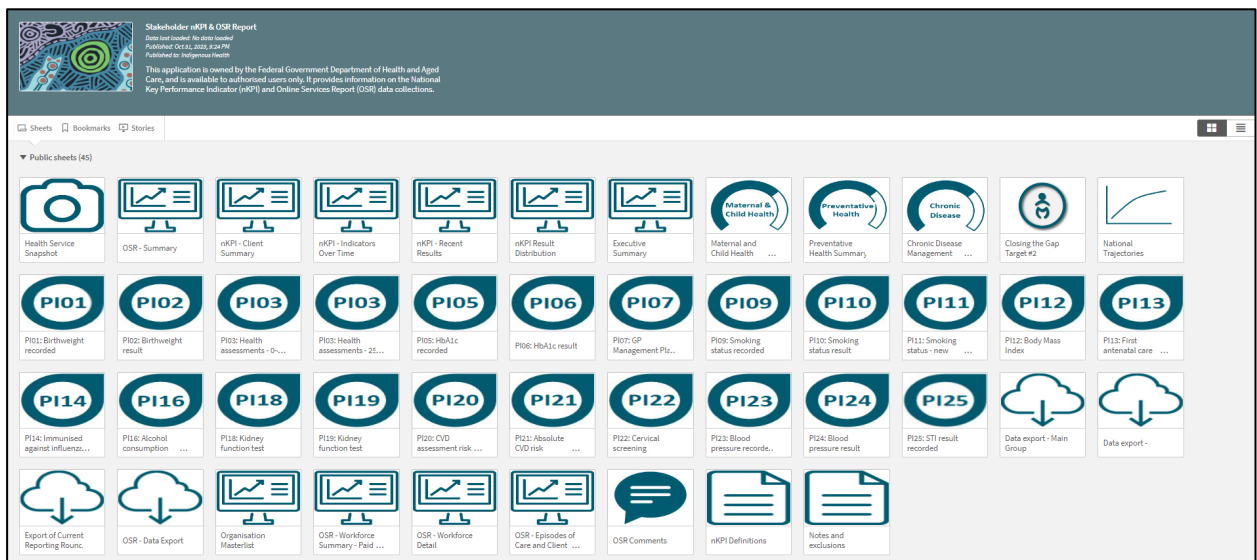 Stakeholder nKPI & OSR Report
Data last loaded: No data loaded
Published: Oct 31, 2023, 9:24 PM
Published to: Indigenous Health
This application is owned by the Federal Government Department of Health and Aged
Care, and is available to authorised users only. It provides information on the National
Key Performance Indicator (nKPI) and Online Services Report (OSR) data collections.
Sheets Bookmarks Stories
Public sheets (45)
Maternal &
Child Health
Preventative
Health
Chronic
Disease
Health Service
Snapshot
OSR - Summary
nKPI - Client
Summary
nKPI - Indicators
Over Time
nKPI - Recent
Results
nKPI Result
Distribution
Executive
Summary
Maternal and
Child Health ...
Preventative
Health Summary
Chronic Disease
Management ...
Closing the Gap
Target #2
National
Trajectories
PI01 PI02 PI03 PI03 PI05 PI06 PI07 PI09 PI10 PI11 PI12 PI13
PI01: Birthweight
recorded
PI02: Birthweight
result
PI03: Health
assessments - 0-...
PI03: Health
assessments - 25...
PI05: HbA1c
recorded
PI06: HbA1c result
PI07: GP
Management Pla...
PI09: Smoking
status recorded
PI10: Smoking
status result
PI11: Smoking
status - new ...
PI12: Body Mass
Index
PI13: First
antenatal care ...
PI14 PI16 PI18 PI19 PI20 PI21 PI22 PI23 PI24 PI25
PI14: Immunised
against influenza...
PI16: Alcohol
consumption ...
PI18: Kidney
function test
PI19: Kidney
function test
PI20: CVD
assessment risk ...
PI21: Absolute
CVD risk ...
PI22: Cervical
screening
PI23: Blood
pressure recorde...
PI24: Blood
pressure result
PI25: STI result
recorded
Data export - Main
Group
Data export -
Export of Current
Reporting Round
OSR - Data Export
Organisation
Masterlist
OSR - Workforce
Summary - Paid ...
OSR - Workforce
Detail
OSR - Episodes of
Care and Client ...
OSR Comments
nKPI Definitions
Notes and
exclusions